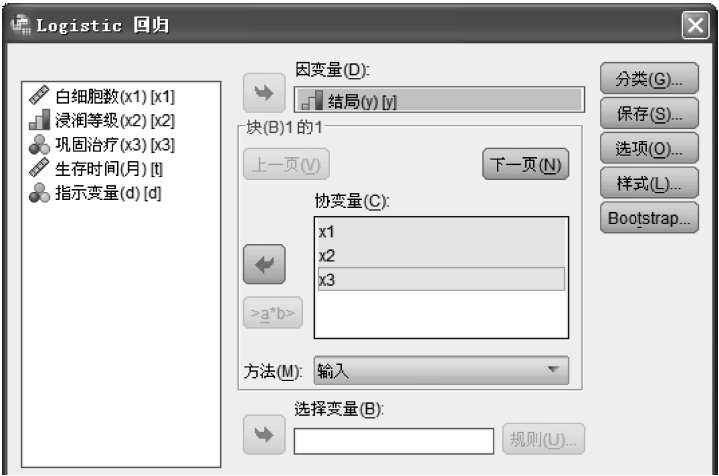 Logistic 回归
白细胞数(x1) [x1]
浸润等级(x2) [x2]
巩固治疗(x3) [x3]
生存时间(月) [t]
指示变量(d) [d]
因变量(D):
结局(y) [y]
块(B)1 的1
上一页(V)
下一页(N)
协变量(C):
x1
x2
x3
>a*b>
方法(M):
输入
选择变量(B):
规则(U)...
分类(G)...
保存(S)...
选项(O)...
样式(L)...
Bootstrap...